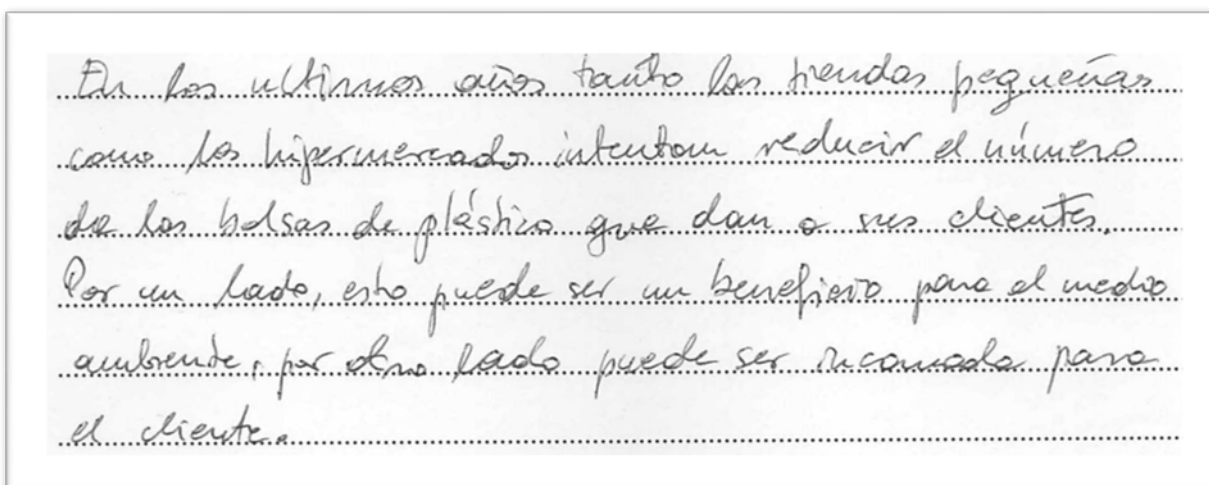 En los ultimos años tanto las tiendas pequeñas
como los hipermercados intentan reducir el número
de las bolsas de plástico que dan a sus clientes.
Por un lado, esto puede ser un beneficio para el medio
ambiente, por otro lado puede ser incomodo para
el cliente.